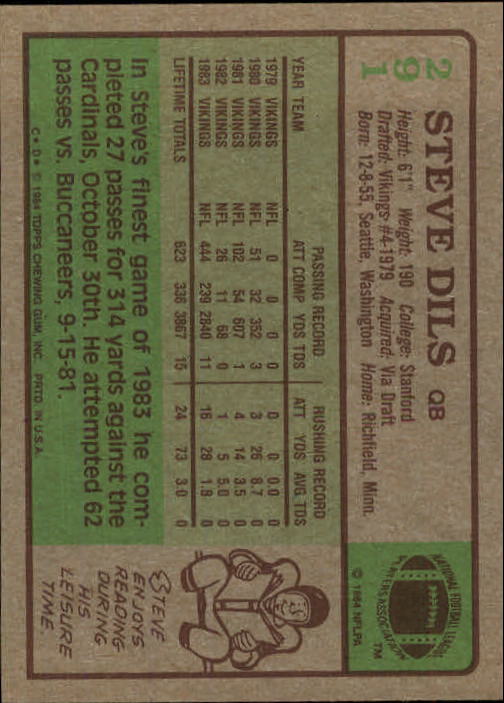 291
STEVE DILS QB
Height: 6'1" Weight: 190 College: Stanford
Drafted: Vikings #4-1979 Acquired: Via Draft
Born: 12-8-55, Seattle, Washington Home: Richfield, Minn.
NATIONAL FOOTBALL LEAGUE
PLAYERS ASSOCIATION
TM
© 1984 NFLPA
PASSING RECORD RUSHING RECORD
YEAR TEAM ATT COMP YDS TDS ATT YDS AVG TDS
1979 VIKINGS NFL 0 0 0 0 0 0 0.0 0
1980 VIKINGS NFL 51 32 352 3 3 26 8.7 0
1981 VIKINGS NFL 102 54 607 1 4 14 3.5 0
1982 VIKINGS NFL 26 11 68 0 1 5 5.0 0
1983 VIKINGS NFL 444 239 2840 11 16 28 1.8 0
LIFETIME TOTALS 623 336 3867 15 24 73 3.0 0
In Steve's finest game of 1983 he com-
pleted 27 passes for 314 yards against the
Cardinals, October 30th. He attempted 62
passes vs. Buccaneers, 9-15-81.
C • D • © 1984 TOPPS CHEWING GUM, INC. PRTD. IN U.S.A.
STEVE
ENJOYS
READING
DURING
HIS
LEISURE
TIME.